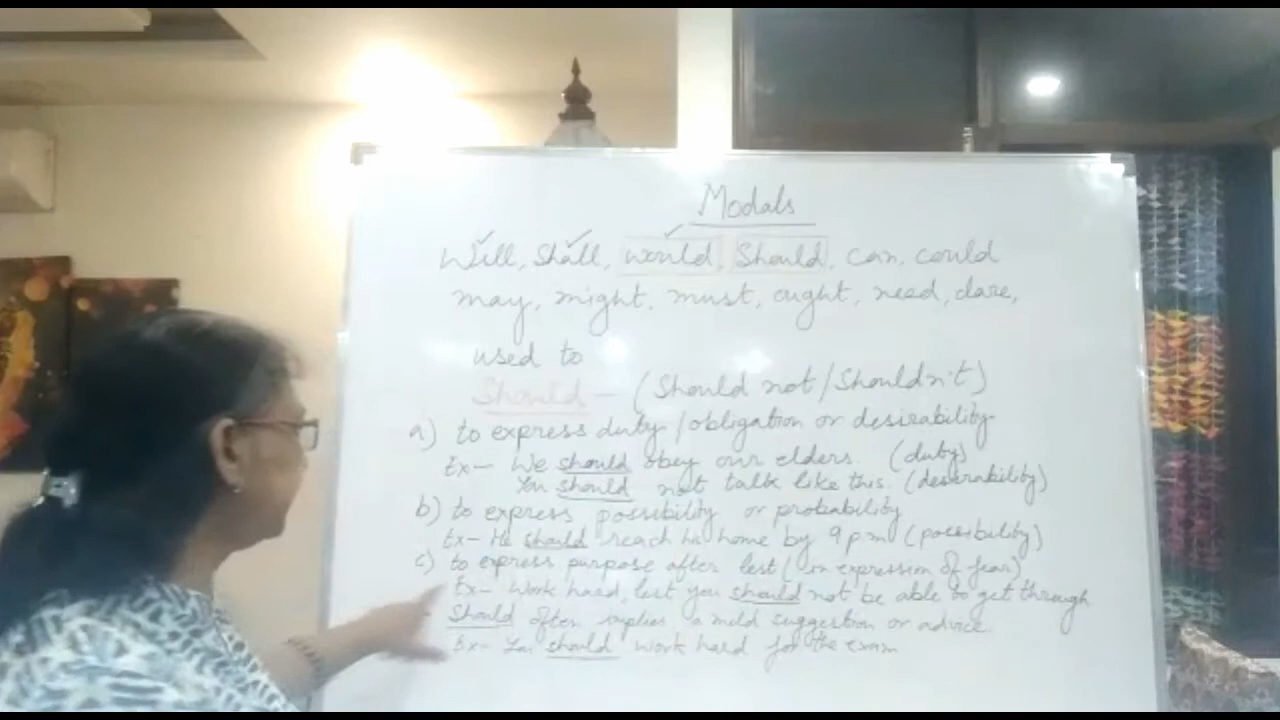 Modals
Will, Shall, would, Should, can, could
may, might, must, ought, need, dare,
used to
Should - (Should not/Shouldn't)
a) to express duty/obligation or desirability
Ex - We should obey our elders. (duty)
You should not talk like this. (desirability)
b) to express possibility or probability
Ex - He should reach his home by 9 pm (possibility)
c) to express purpose after lest (an expression of fear)
Ex - Work hard, lest you should not be able to get through
Should often implies a mild suggestion or advice.
Ex - You should work hard for the exam